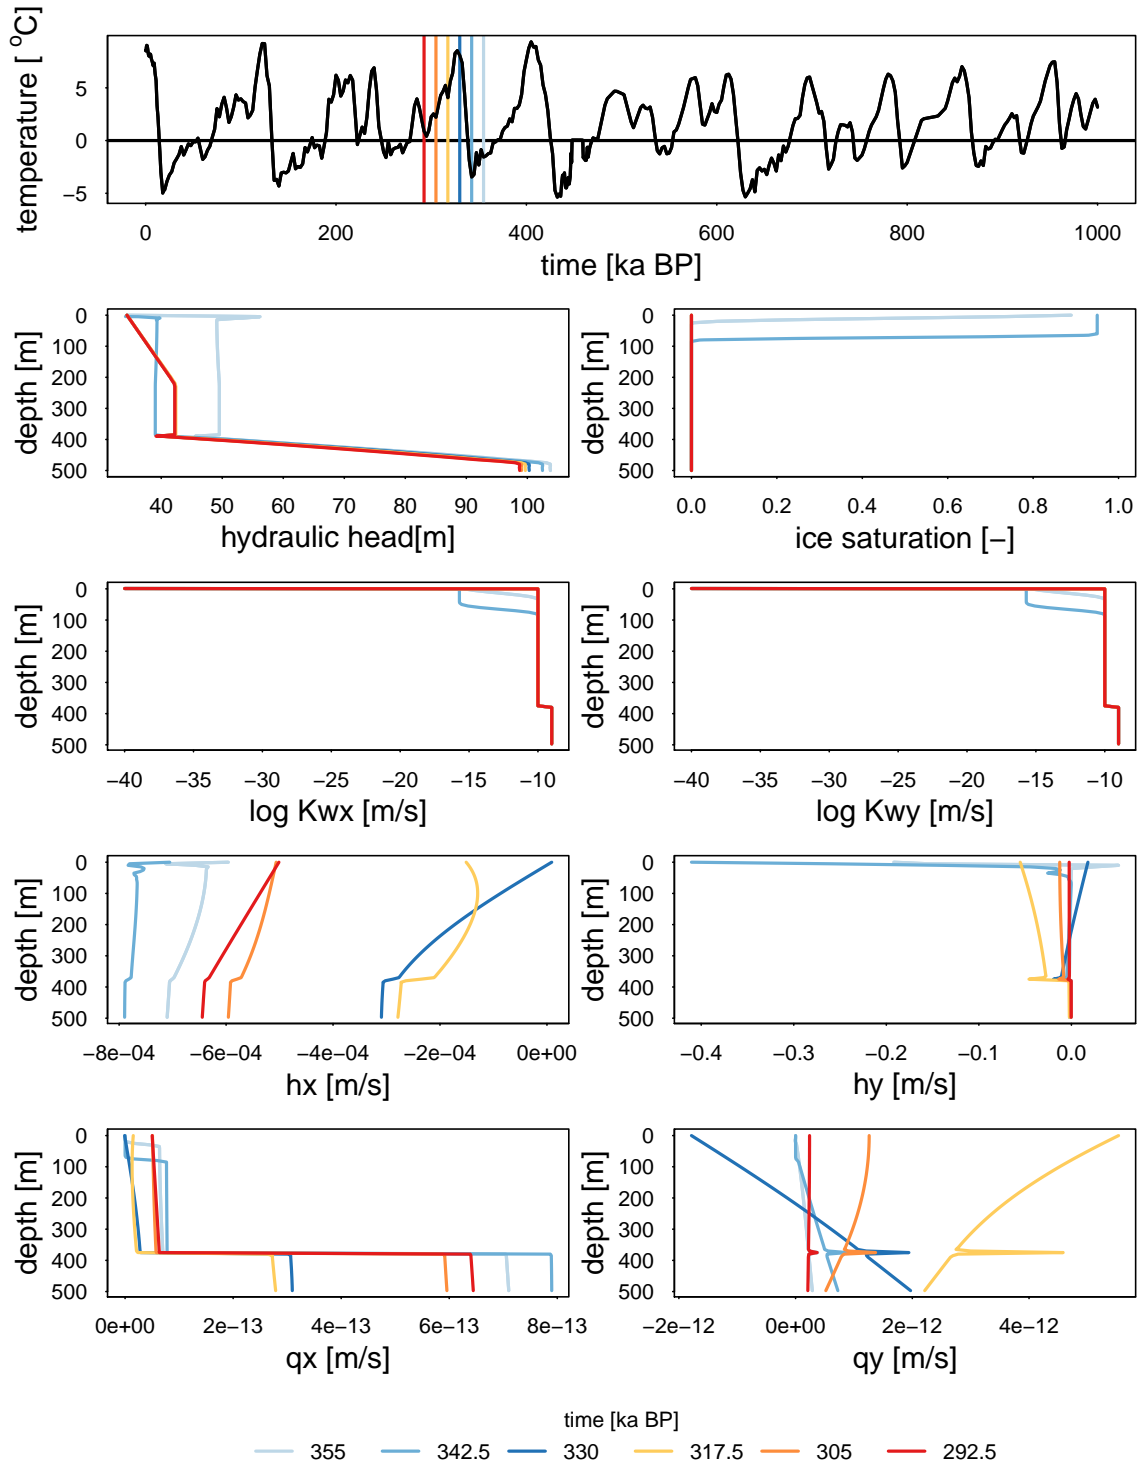 temperature [ °C]
5
0
−5
0
200
400
600
800
1000
time [ka BP]
depth [m]
0
100
200
300
400
500
40
50
60
70
80
90
100
hydraulic head[m]
depth [m]
0
100
200
300
400
500
0.0
0.2
0.4
0.6
0.8
1.0
ice saturation [−]
depth [m]
0
100
200
300
400
500
−40
−35
−30
−25
−20
−15
−10
log Kwx [m/s]
depth [m]
0
100
200
300
400
500
−40
−35
−30
−25
−20
−15
−10
log Kwy [m/s]
depth [m]
0
100
200
300
400
500
−8e−04
−6e−04
−4e−04
−2e−04
0e+00
hx [m/s]
depth [m]
0
100
200
300
400
500
−0.4
−0.3
−0.2
−0.1
0.0
hy [m/s]
depth [m]
0
100
200
300
400
500
0e+00
2e−13
4e−13
6e−13
8e−13
qx [m/s]
depth [m]
0
100
200
300
400
500
−2e−12
0e+00
2e−12
4e−12
qy [m/s]
time [ka BP]
355
342.5
330
317.5
305
292.5